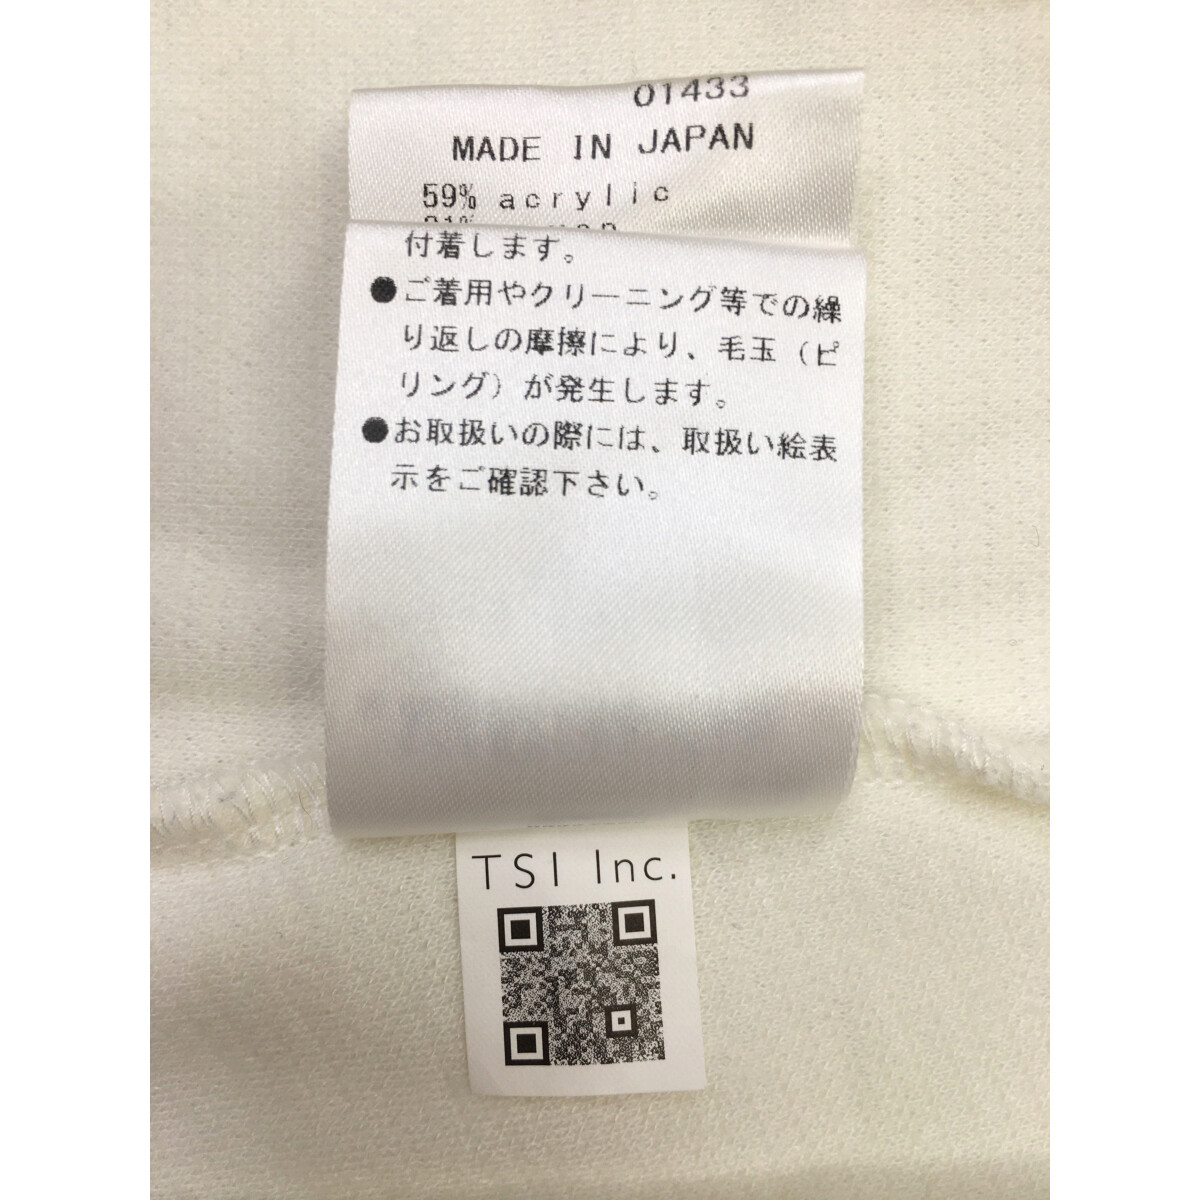 01433
MADE IN JAPAN
59% acrylic
付着します。
●ご着用やクリーニング等での繰
り返しの摩擦により、毛玉（ピ
リング）が発生します。
●お取扱いの際には、取扱い絵表
示をご確認下さい。
TSI Inc.